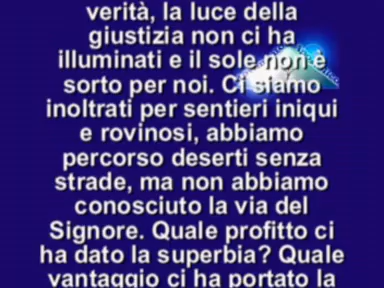 verità, la luce della
giustizia non ci ha
illuminati e il sole non è
sorto per noi. Ci siamo
inoltrati per sentieri iniqui
e rovinosi, abbiamo
percorso deserti senza
strade, ma non abbiamo
conosciuto la via del
Signore. Quale profitto ci
ha dato la superbia? Quale
vantaggio ci ha portato la